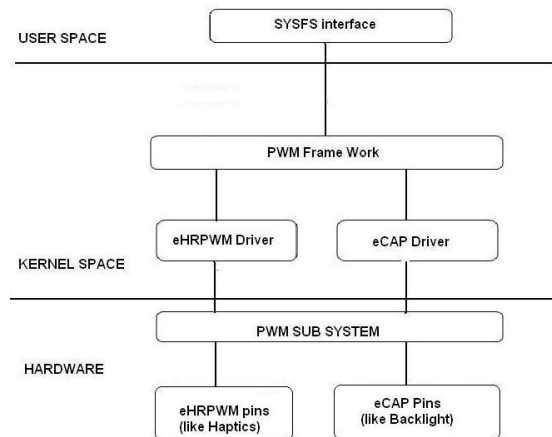 SYSFS interface
USER SPACE
PWM Frame Work
eHRPWM Driver
eCAP Driver
KERNEL SPACE
PWM SUB SYSTEM
HARDWARE
eHRPWM pins
(like Haptics)
eCAP Pins
(like Backlight)